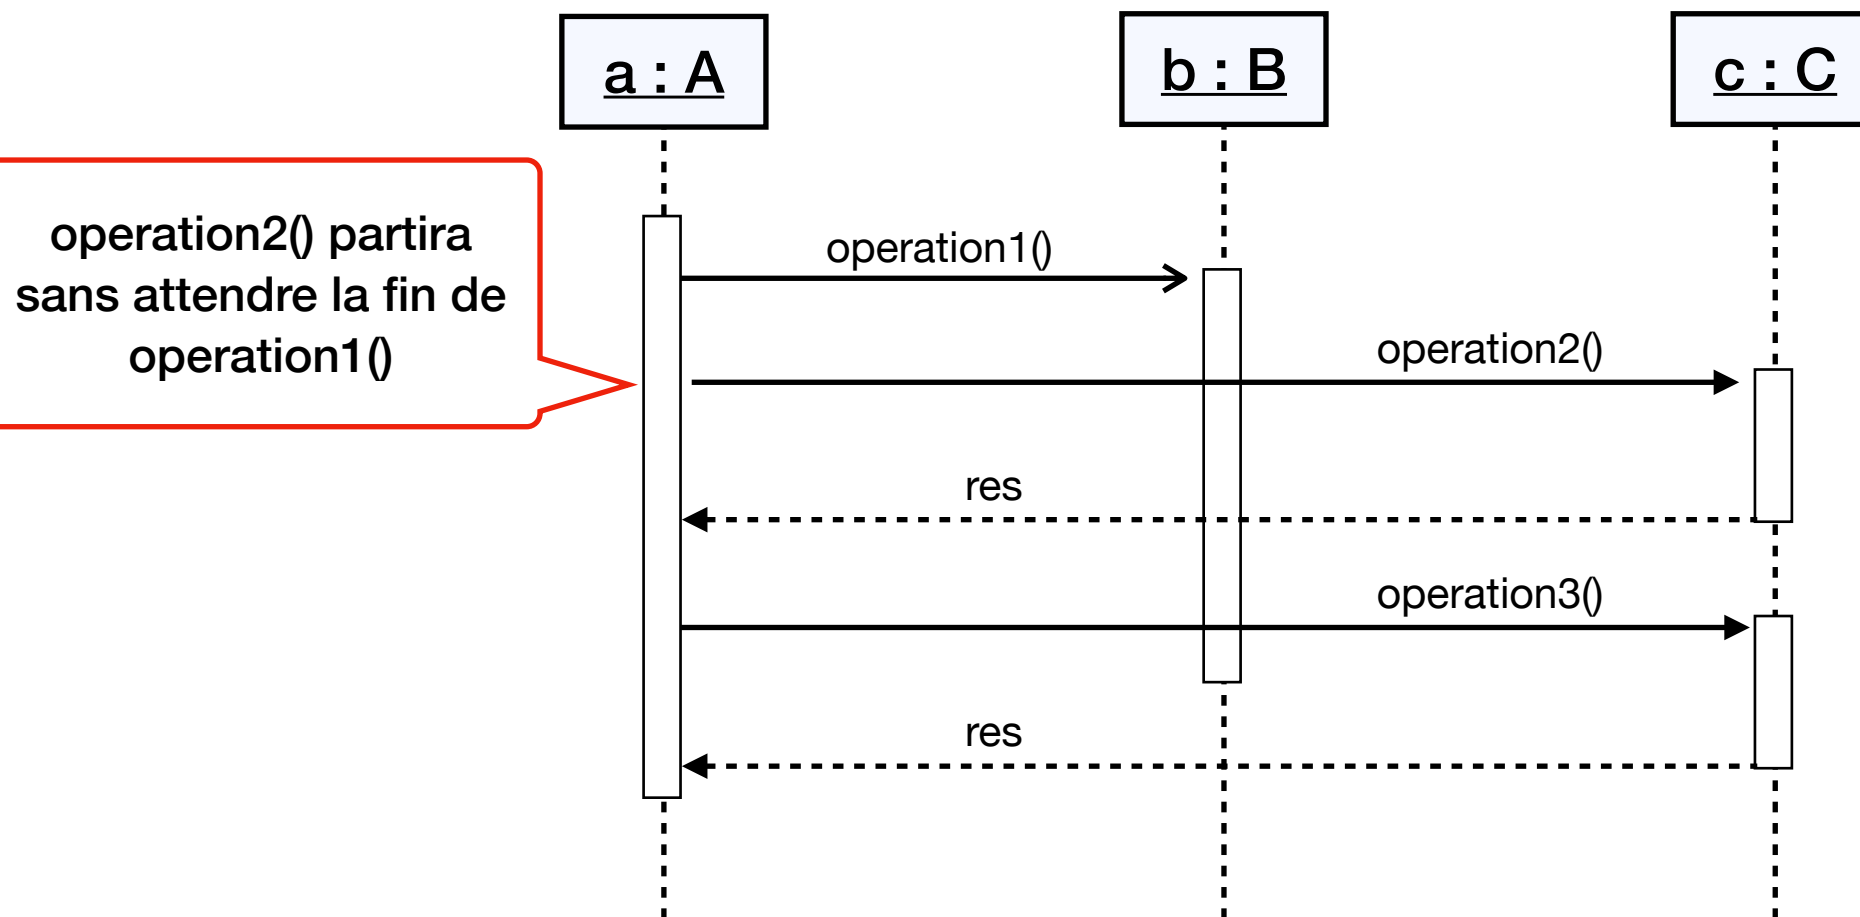 a : A
b : B
c : C
operation2() partira
sans attendre la fin de
operation1()
operation1()
operation2()
res
operation3()
res